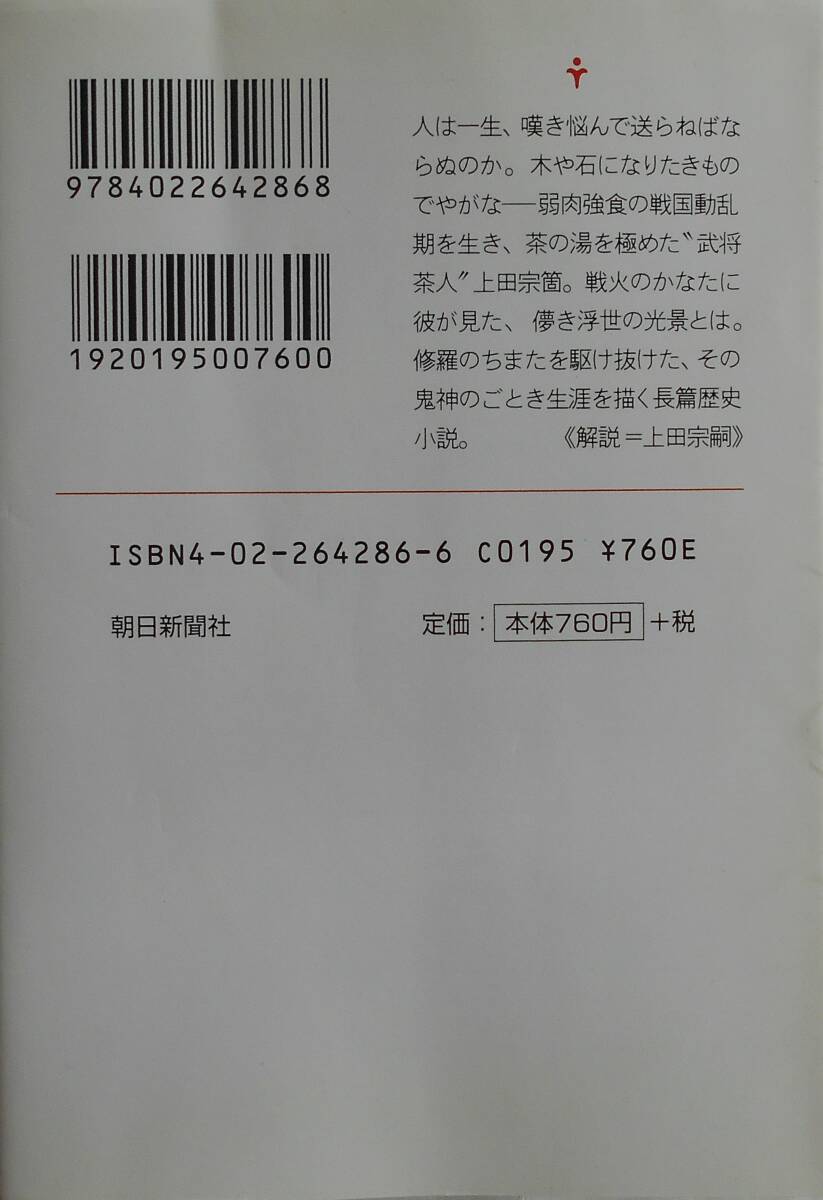 9784022642868
1920195007600
人は一生、嘆き悩んで送らねばな
らぬのか。木や石になりたきもの
でやがな――弱肉強食の戦国動乱
期を生き、茶の湯を極めた〝武将
茶人〟上田宗箇。戦火のかなたに
彼が見た、儚き浮世の光景とは。
修羅のちまたを駆け抜けた、その
鬼神のごとき生涯を描く長篇歴史
小説。 《解説=上田宗嗣》
ISBN4-02-264286-6 C0195 ¥760E
朝日新聞社 定価：本体760円+税